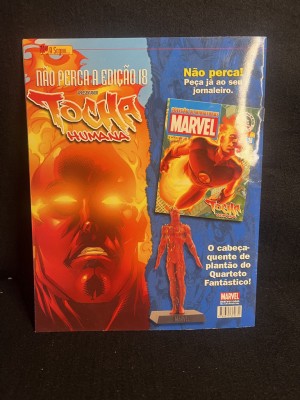 NÃO PERCA A EDIÇÃO 18
TOCHA
HUMANA
Não perca!
Peça já ao seu
jornaleiro.
MARVEL
TOCHA
O cabeça-
quente de
plantão do
Quarteto
Fantástico!
MARVEL